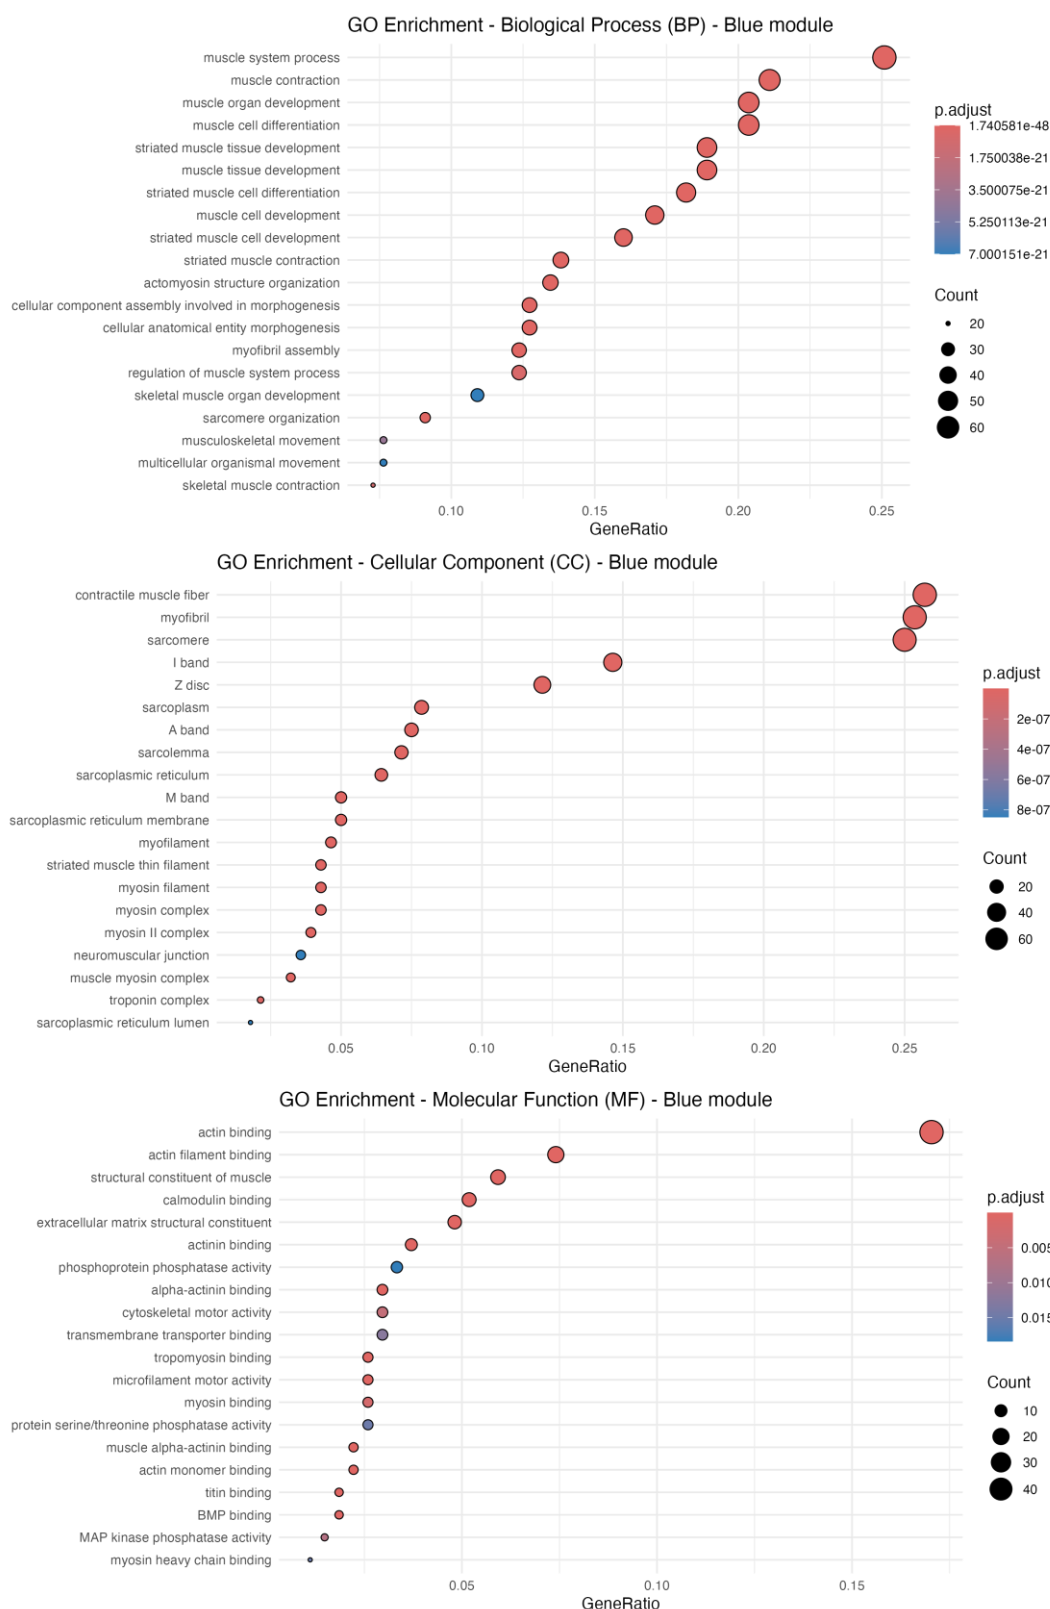 GO Enrichment - Biological Process (BP) - Blue module
muscle system process
muscle contraction
muscle organ development
muscle cell differentiation
striated muscle tissue development
muscle tissue development
striated muscle cell differentiation
muscle cell development
striated muscle cell development
striated muscle contraction
actomyosin structure organization
cellular component assembly involved in morphogenesis
cellular anatomical entity morphogenesis
myofibril assembly
regulation of muscle system process
skeletal muscle organ development
sarcomere organization
musculoskeletal movement
multicellular organismal movement
skeletal muscle contraction
0.10 0.15 0.20 0.25
GeneRatio
p.adjust
1.740581e-48
1.750038e-21
3.500075e-21
5.250113e-21
7.000151e-21
Count
20
30
40
50
60
GO Enrichment - Cellular Component (CC) - Blue module
contractile muscle fiber
myofibril
sarcomere
I band
Z disc
sarcoplasm
A band
sarcolemma
sarcoplasmic reticulum
M band
sarcoplasmic reticulum membrane
myofilament
striated muscle thin filament
myosin filament
myosin complex
myosin II complex
neuromuscular junction
muscle myosin complex
troponin complex
sarcoplasmic reticulum lumen
0.05 0.10 0.15 0.20 0.25
GeneRatio
p.adjust
2e-07
4e-07
6e-07
8e-07
Count
20
40
60
GO Enrichment - Molecular Function (MF) - Blue module
actin binding
actin filament binding
structural constituent of muscle
calmodulin binding
extracellular matrix structural constituent
actinin binding
phosphoprotein phosphatase activity
alpha-actinin binding
cytoskeletal motor activity
transmembrane transporter binding
tropomyosin binding
microfilament motor activity
myosin binding
protein serine/threonine phosphatase activity
muscle alpha-actinin binding
actin monomer binding
titin binding
BMP binding
MAP kinase phosphatase activity
myosin heavy chain binding
0.05 0.10 0.15
GeneRatio
p.adjust
0.005
0.010
0.015
Count
10
20
30
40